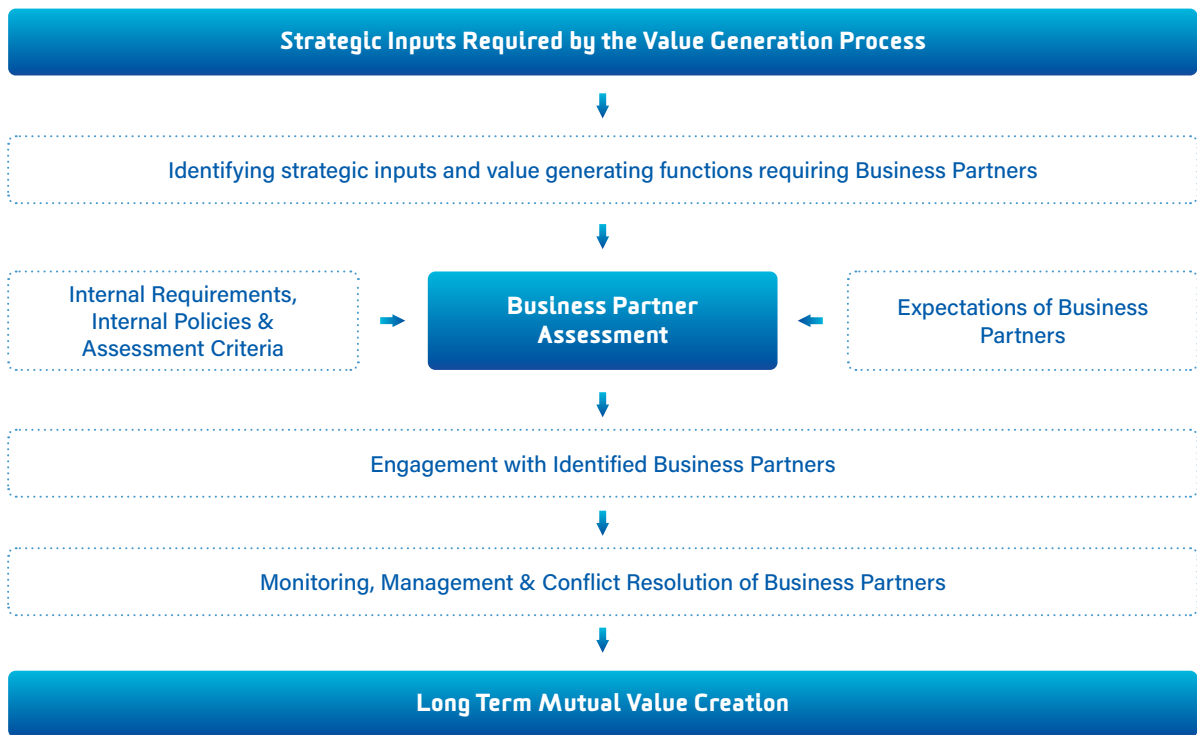 Strategic Inputs Required by the Value Generation Process
Identifying strategic inputs and value generating functions requiring Business Partners
Internal Requirements,
Internal Policies &
Assessment Criteria
Business Partner
Assessment
Expectations of Business
Partners
Engagement with Identified Business Partners
Monitoring, Management & Conflict Resolution of Business Partners
Long Term Mutual Value Creation